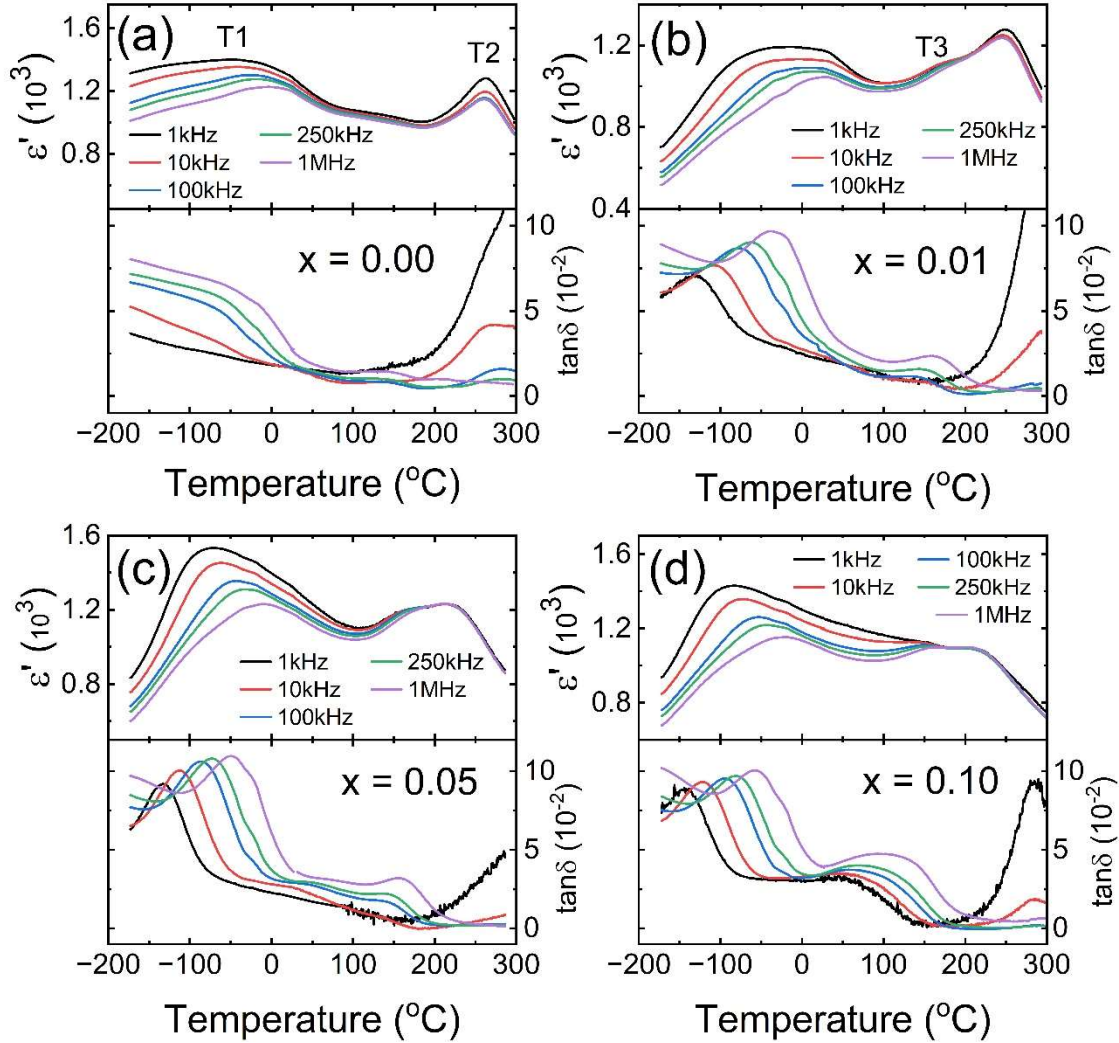 (a)
T1
T2
ε' (10³)
1.6
1.2
0.8
1kHz
250kHz
10kHz
1MHz
100kHz
x = 0.00
tanδ (10⁻²)
10
5
0
−200 −100 0 100 200 300
Temperature (°C)
(b)
T3
ε' (10³)
1.2
0.8
0.4
1kHz
250kHz
10kHz
1MHz
100kHz
x = 0.01
tanδ (10⁻²)
10
5
0
−200 −100 0 100 200 300
Temperature (°C)
(c)
ε' (10³)
1.6
1.2
0.8
1kHz
250kHz
10kHz
1MHz
100kHz
x = 0.05
tanδ (10⁻²)
10
5
0
−200 −100 0 100 200 300
Temperature (°C)
(d)
ε' (10³)
1.6
1.2
0.8
1kHz
100kHz
10kHz
250kHz
1MHz
x = 0.10
tanδ (10⁻²)
10
5
0
−200 −100 0 100 200 300
Temperature (°C)